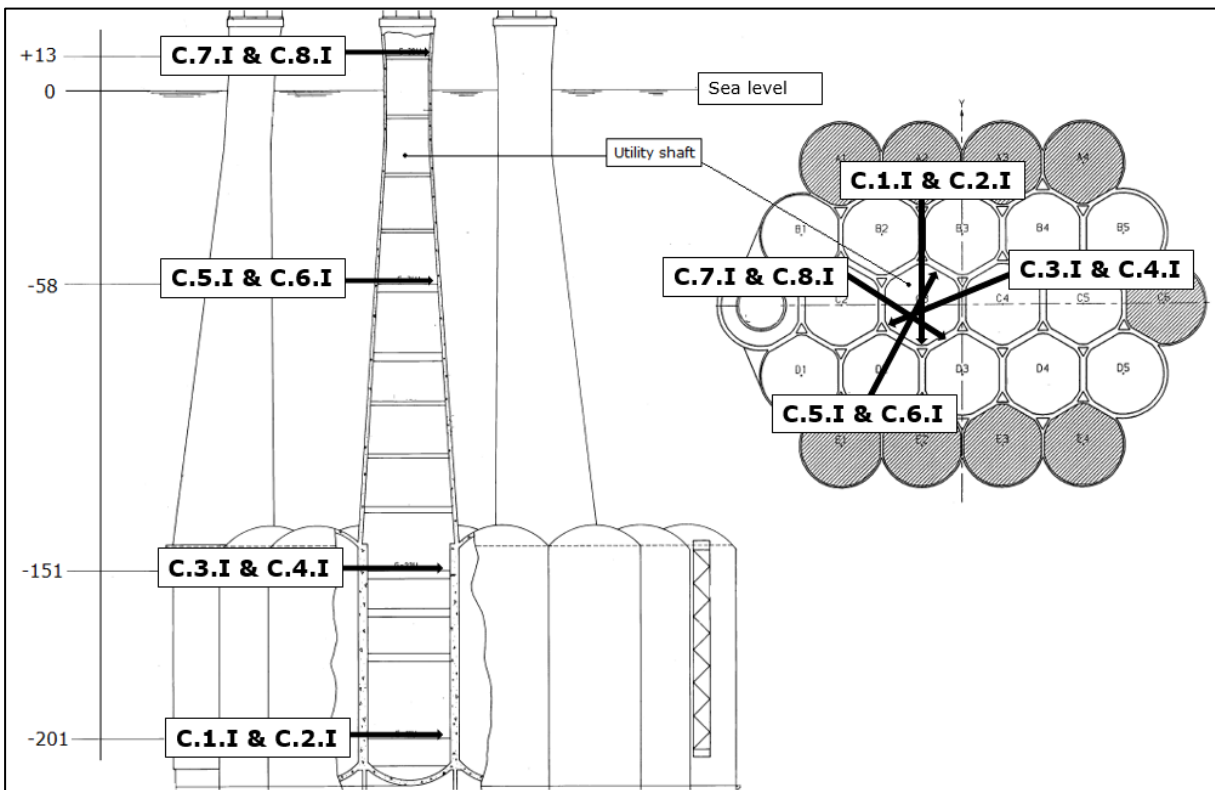 C.7.I & C.8.I
+13
0
Sea level
Y
Utility shaft
A1
A2
A3
A4
C.1.I & C.2.I
B1
B2
B3
B4
B5
C.5.I & C.6.I
-58
C.7.I & C.8.I
C.3.I & C.4.I
C2
C4
C5
C6
D1
D3
D4
D5
C.5.I & C.6.I
E1
E2
E3
E4
C.3.I & C.4.I
-151
C.1.I & C.2.I
-201